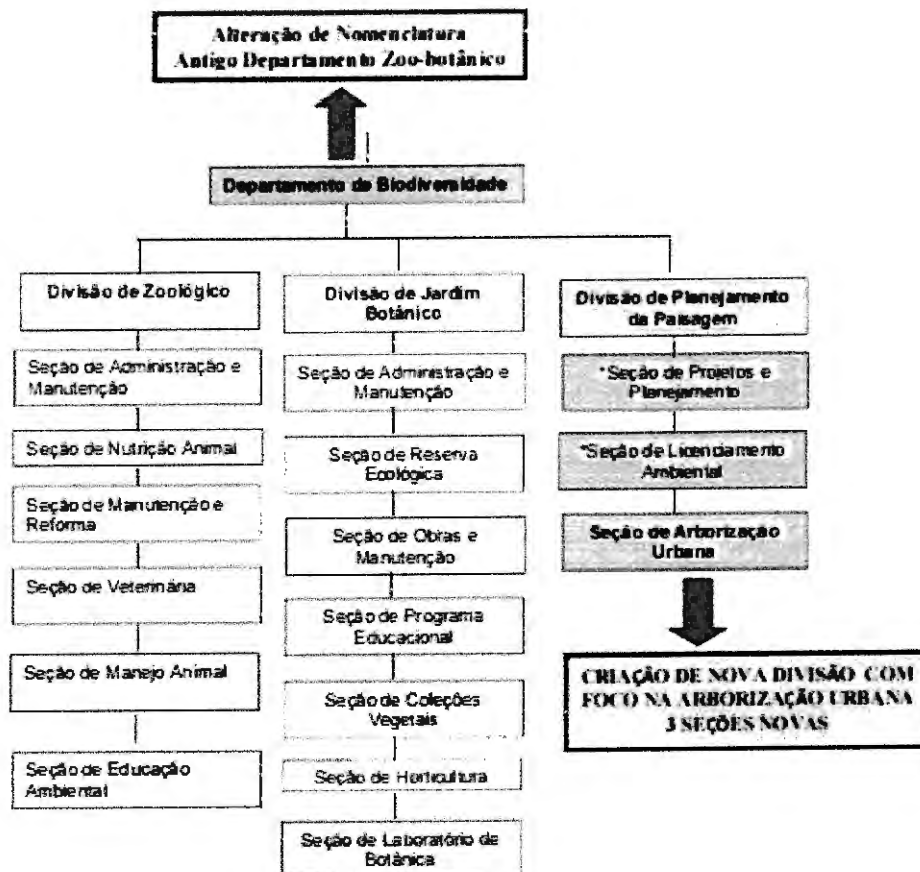 Alteração de Nomenclatura
Antigo Departamento Zoo-botânico
Departamento de Biodiversidade
Divisão de Zoológico
Seção de Administração e
Manutenção
Seção de Nutrição Animal
Seção de Manutenção e
Reforma
Seção de Veterinária
Seção de Manejo Animal
Seção de Educação
Ambiental
Divisão de Jardim
Botânico
Seção de Administração e
Manutenção
Seção de Reserva
Ecológica
Seção de Obras e
Manutenção
Seção de Programa
Educacional
Seção de Coleções
Vegetais
Seção de Horticultura
Seção de Laboratório de
Botânica
Divisão de Planejamento
da Paisagem
*Seção de Projetos e
Planejamento
*Seção de Licenciamento
Ambiental
Seção de Arborização
Urbana
CRIAÇÃO DE NOVA DIVISÃO COM
FOCO NA ARBORIZAÇÃO URBANA
3 SEÇÕES NOVAS